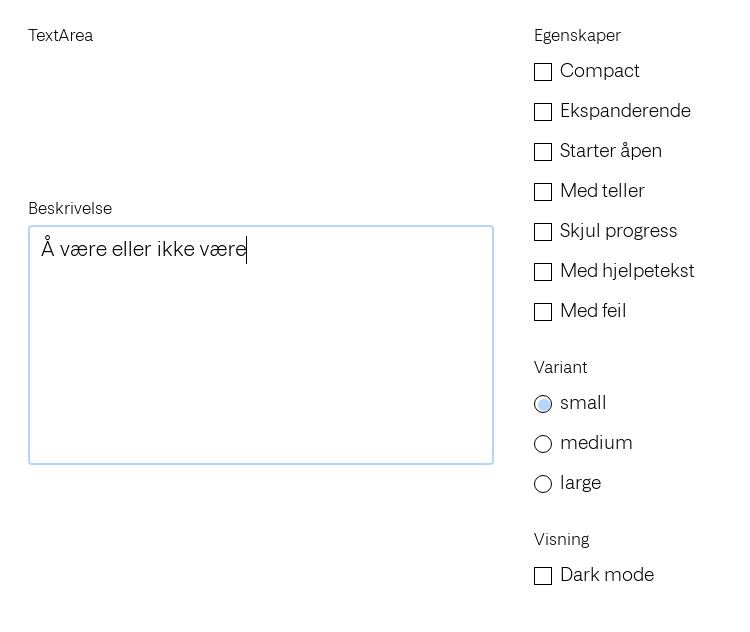 TextArea
Beskrivelse
Å være eller ikke være
Egenskaper
Compact
Ekspanderende
Starter åpen
Med teller
Skjul progress
Med hjelpetekst
Med feil
Variant
small
medium
large
Visning
Dark mode